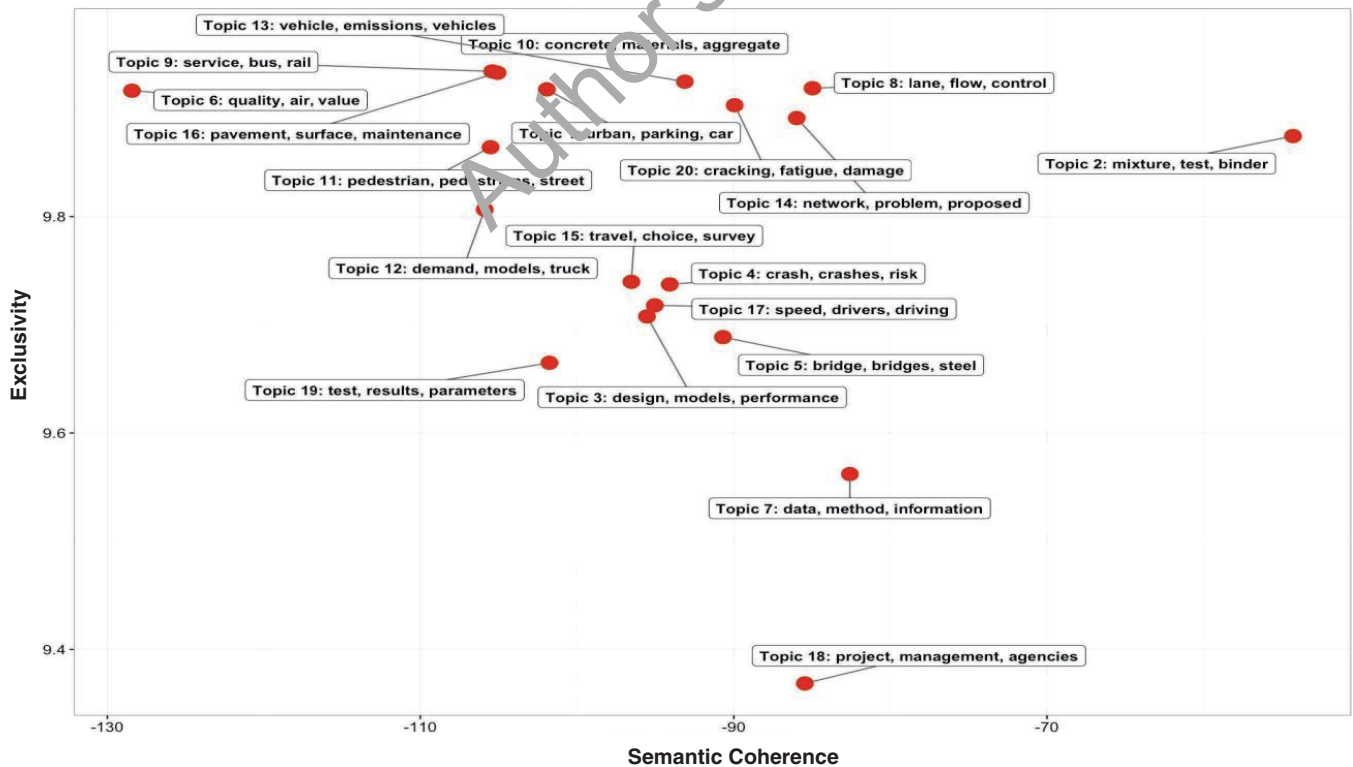 Topic 13: vehicle, emissions, vehicles
Topic 10: concrete, materials, aggregate
Topic 9: service, bus, rail
Topic 8: lane, flow, control
Topic 6: quality, air, value
Topic 16: pavement, surface, maintenance
Topic urban, parking, car
Topic 2: mixture, test, binder
Topic 20: cracking, fatigue, damage
Topic 11: pedestrian, pedestrians, street
Topic 14: network, problem, proposed
9.8
Topic 15: travel, choice, survey
Topic 12: demand, models, truck
Topic 4: crash, crashes, risk
Topic 17: speed, drivers, driving
Topic 5: bridge, bridges, steel
Topic 19: test, results, parameters
Topic 3: design, models, performance
9.6
Topic 7: data, method, information
9.4
Topic 18: project, management, agencies
-130 -110 -90 -70
Semantic Coherence
Exclusivity
Author